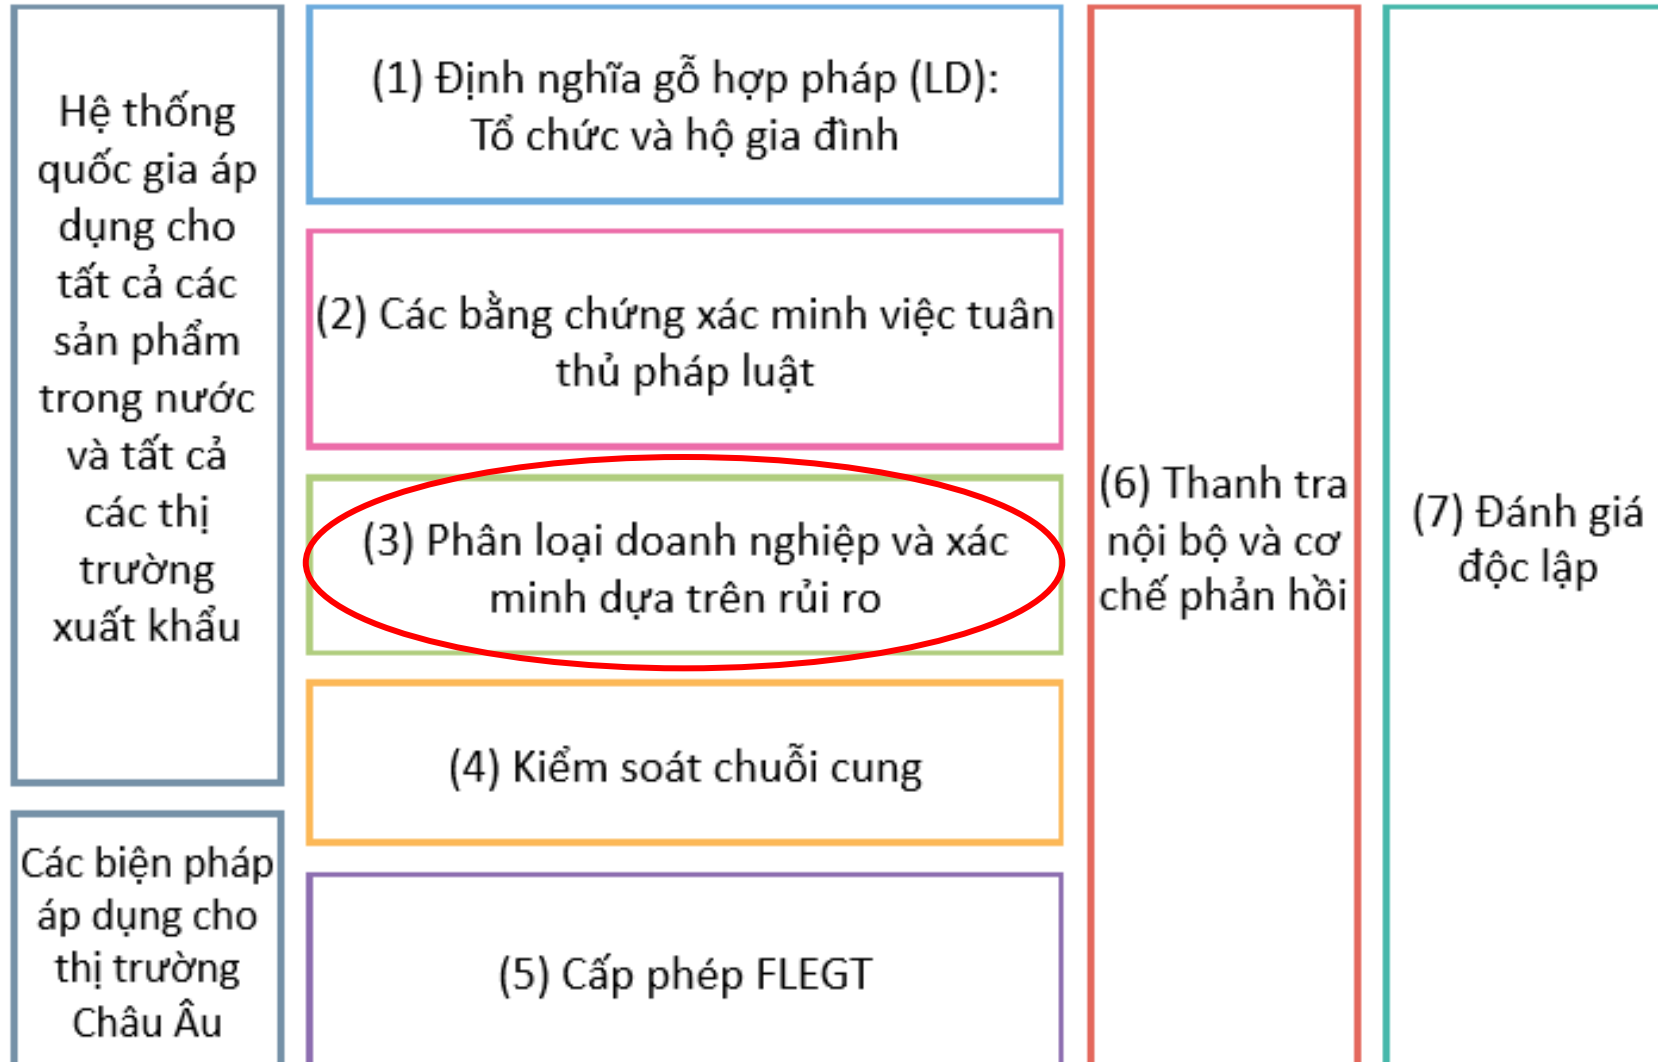 Hệ thống
quốc gia áp
dụng cho
tất cả các
sản phẩm
trong nước
và tất cả
các thị
trường
xuất khẩu
(1) Định nghĩa gỗ hợp pháp (LD):
Tổ chức và hộ gia đình
(2) Các bằng chứng xác minh việc tuân
thủ pháp luật
(3) Phân loại doanh nghiệp và xác
minh dựa trên rủi ro
(4) Kiểm soát chuỗi cung
Các biện pháp
áp dụng cho
thị trường
Châu Âu
(5) Cấp phép FLEGT
(6) Thanh tra
nội bộ và cơ
chế phản hồi
(7) Đánh giá
độc lập